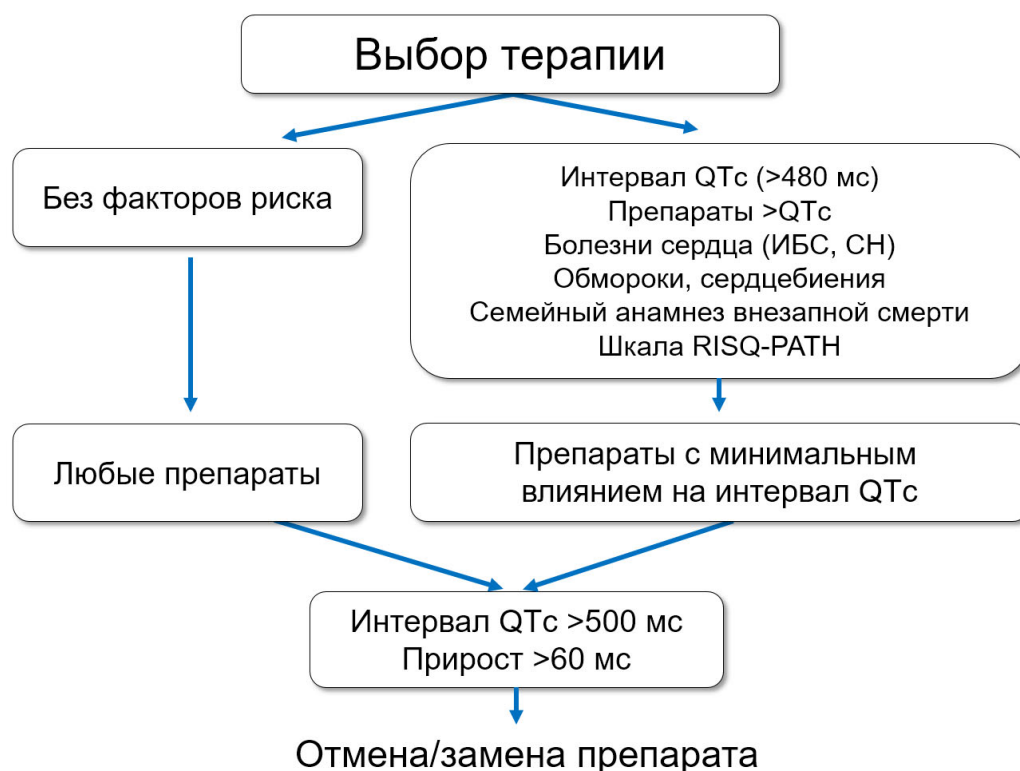 Выбор терапии
Без факторов риска
Интервал QTc (>480 мс)
Препараты >QTc
Болезни сердца (ИБС, СН)
Обмороки, сердцебиения
Семейный анамнез внезапной смерти
Шкала RISQ-PATH
Любые препараты
Препараты с минимальным
влиянием на интервал QTc
Интервал QTc >500 мс
Прирост >60 мс
Отмена/замена препарата